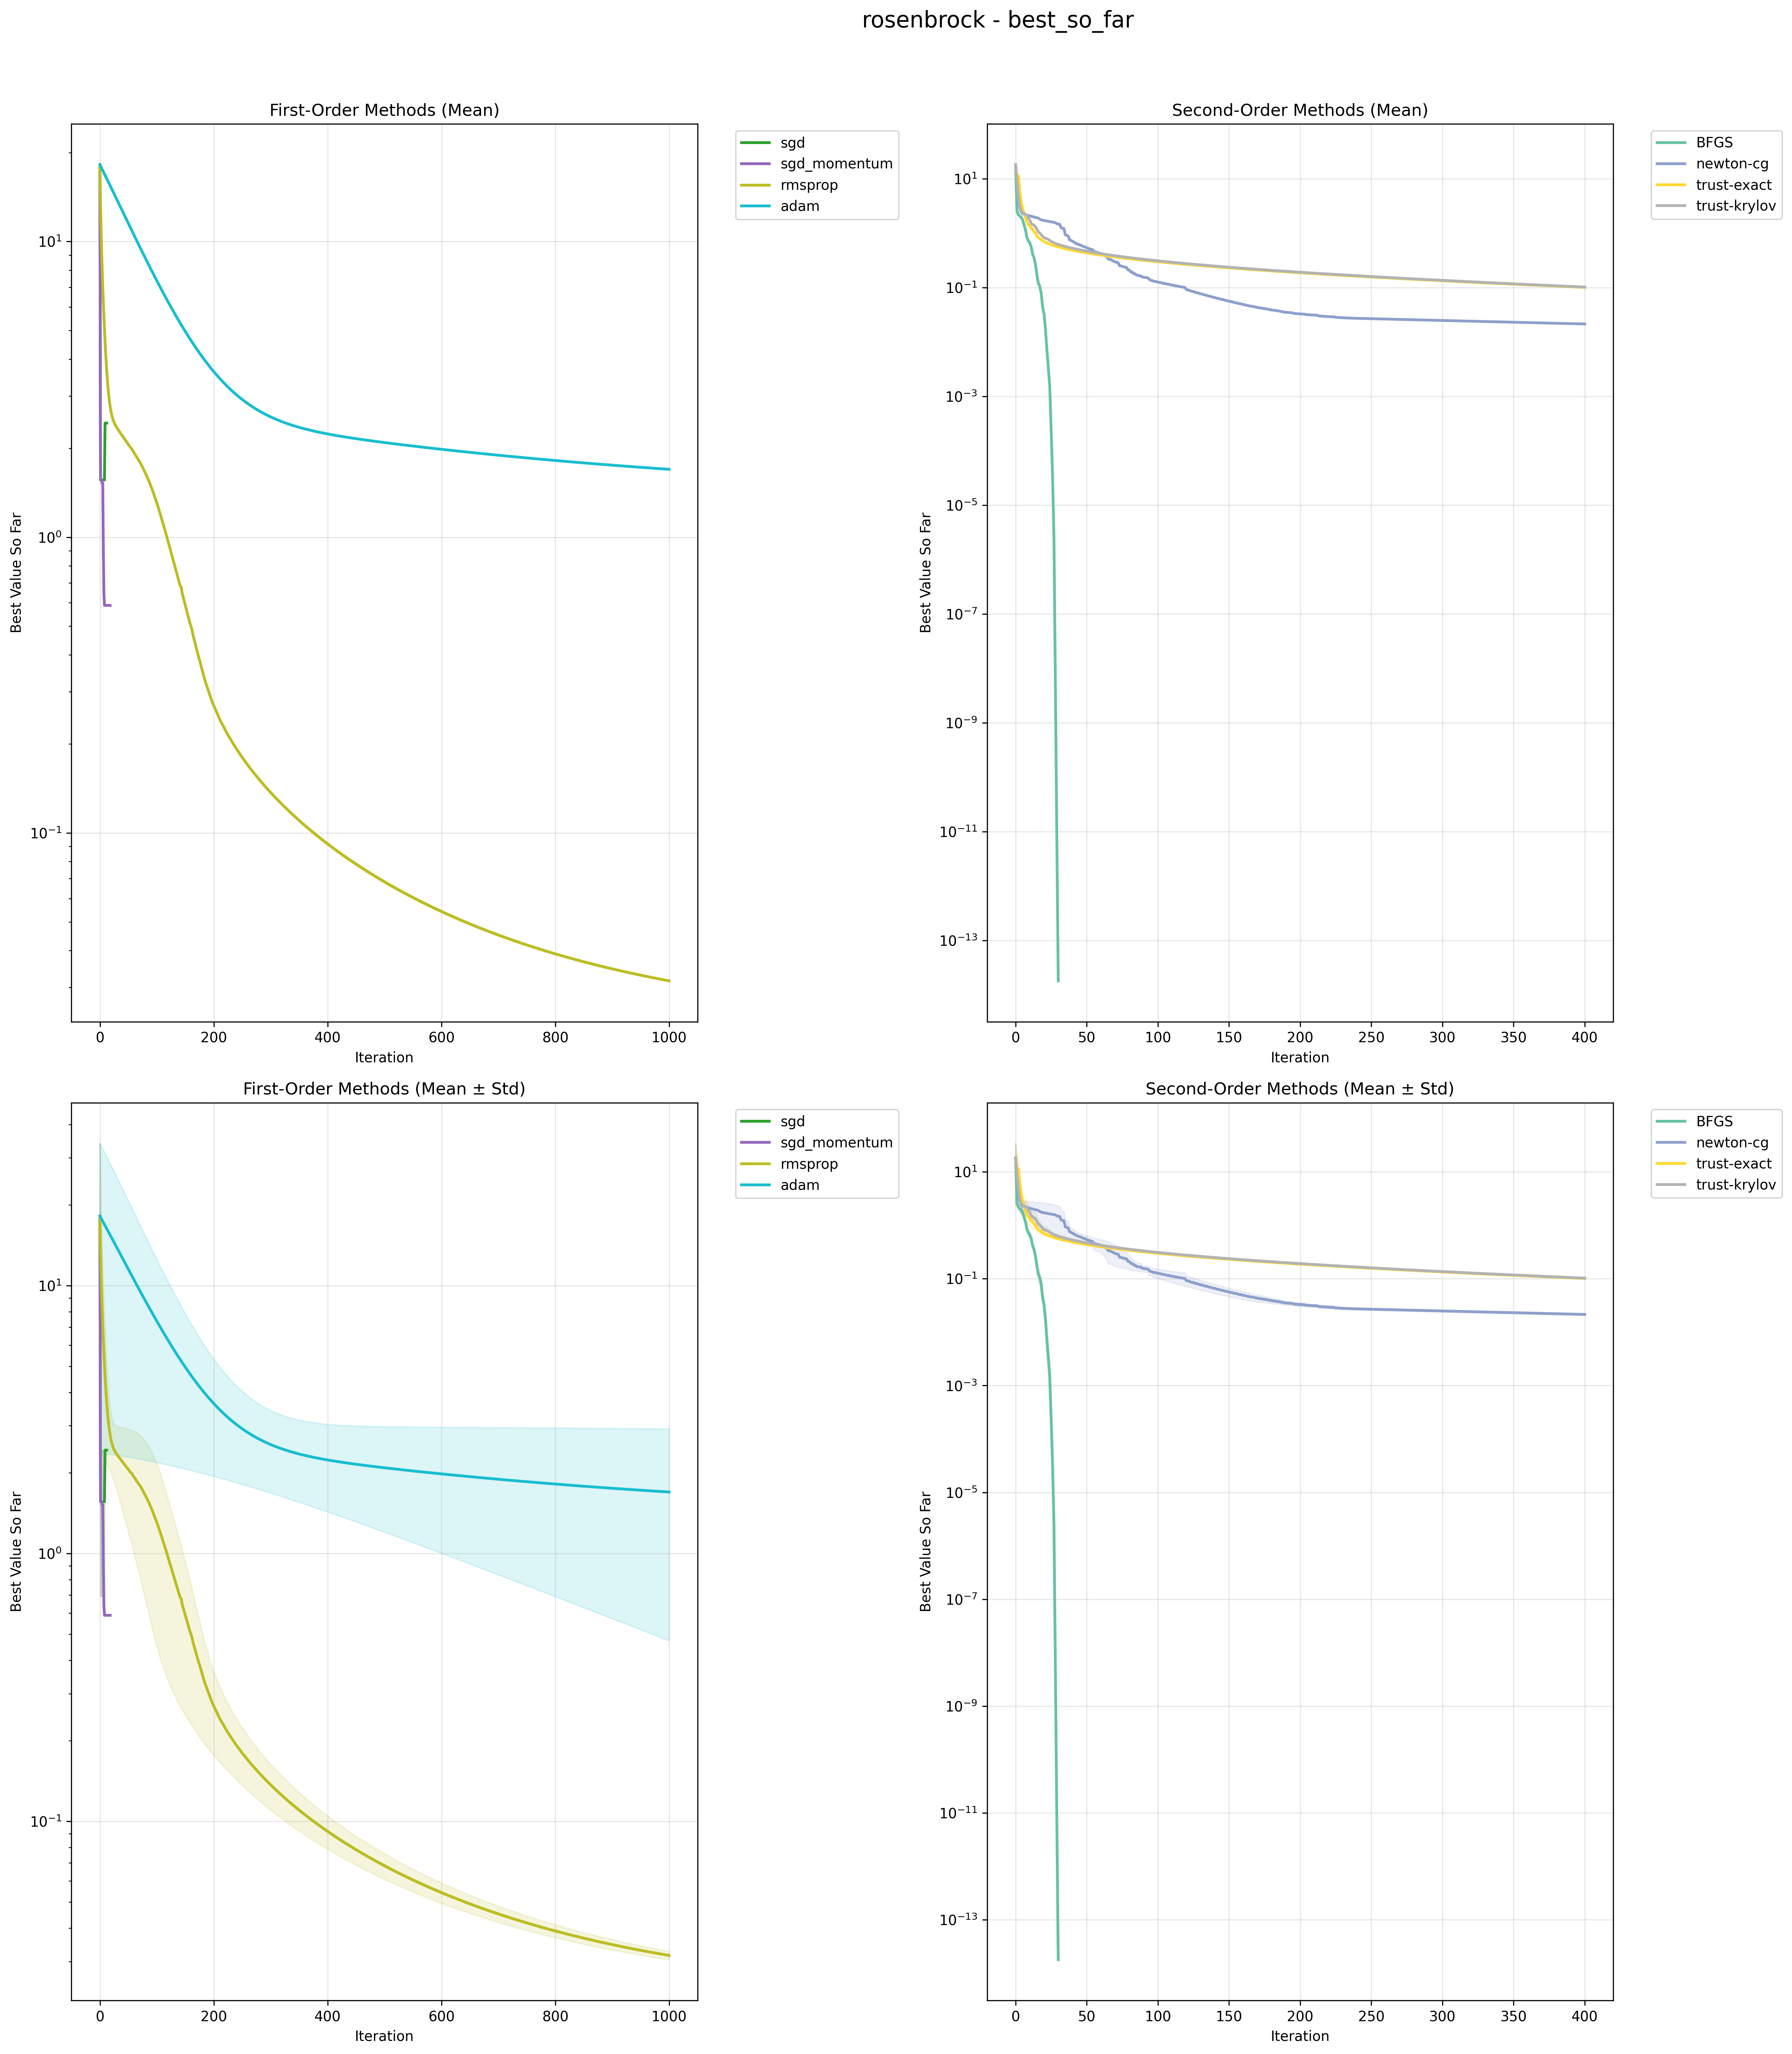 rosenbrock - best_so_far
First-Order Methods (Mean)
sgd
sgd_momentum
rmsprop
adam
10¹
10⁰
10⁻¹
Best Value So Far
0 200 400 600 800 1000
Iteration
Second-Order Methods (Mean)
BFGS
newton-cg
trust-exact
trust-krylov
10¹
10⁻¹
10⁻³
10⁻⁵
10⁻⁷
10⁻⁹
10⁻¹¹
10⁻¹³
Best Value So Far
0 50 100 150 200 250 300 350 400
Iteration
First-Order Methods (Mean ± Std)
sgd
sgd_momentum
rmsprop
adam
10¹
10⁰
10⁻¹
Best Value So Far
0 200 400 600 800 1000
Iteration
Second-Order Methods (Mean ± Std)
BFGS
newton-cg
trust-exact
trust-krylov
10¹
10⁻¹
10⁻³
10⁻⁵
10⁻⁷
10⁻⁹
10⁻¹¹
10⁻¹³
Best Value So Far
0 50 100 150 200 250 300 350 400
Iteration